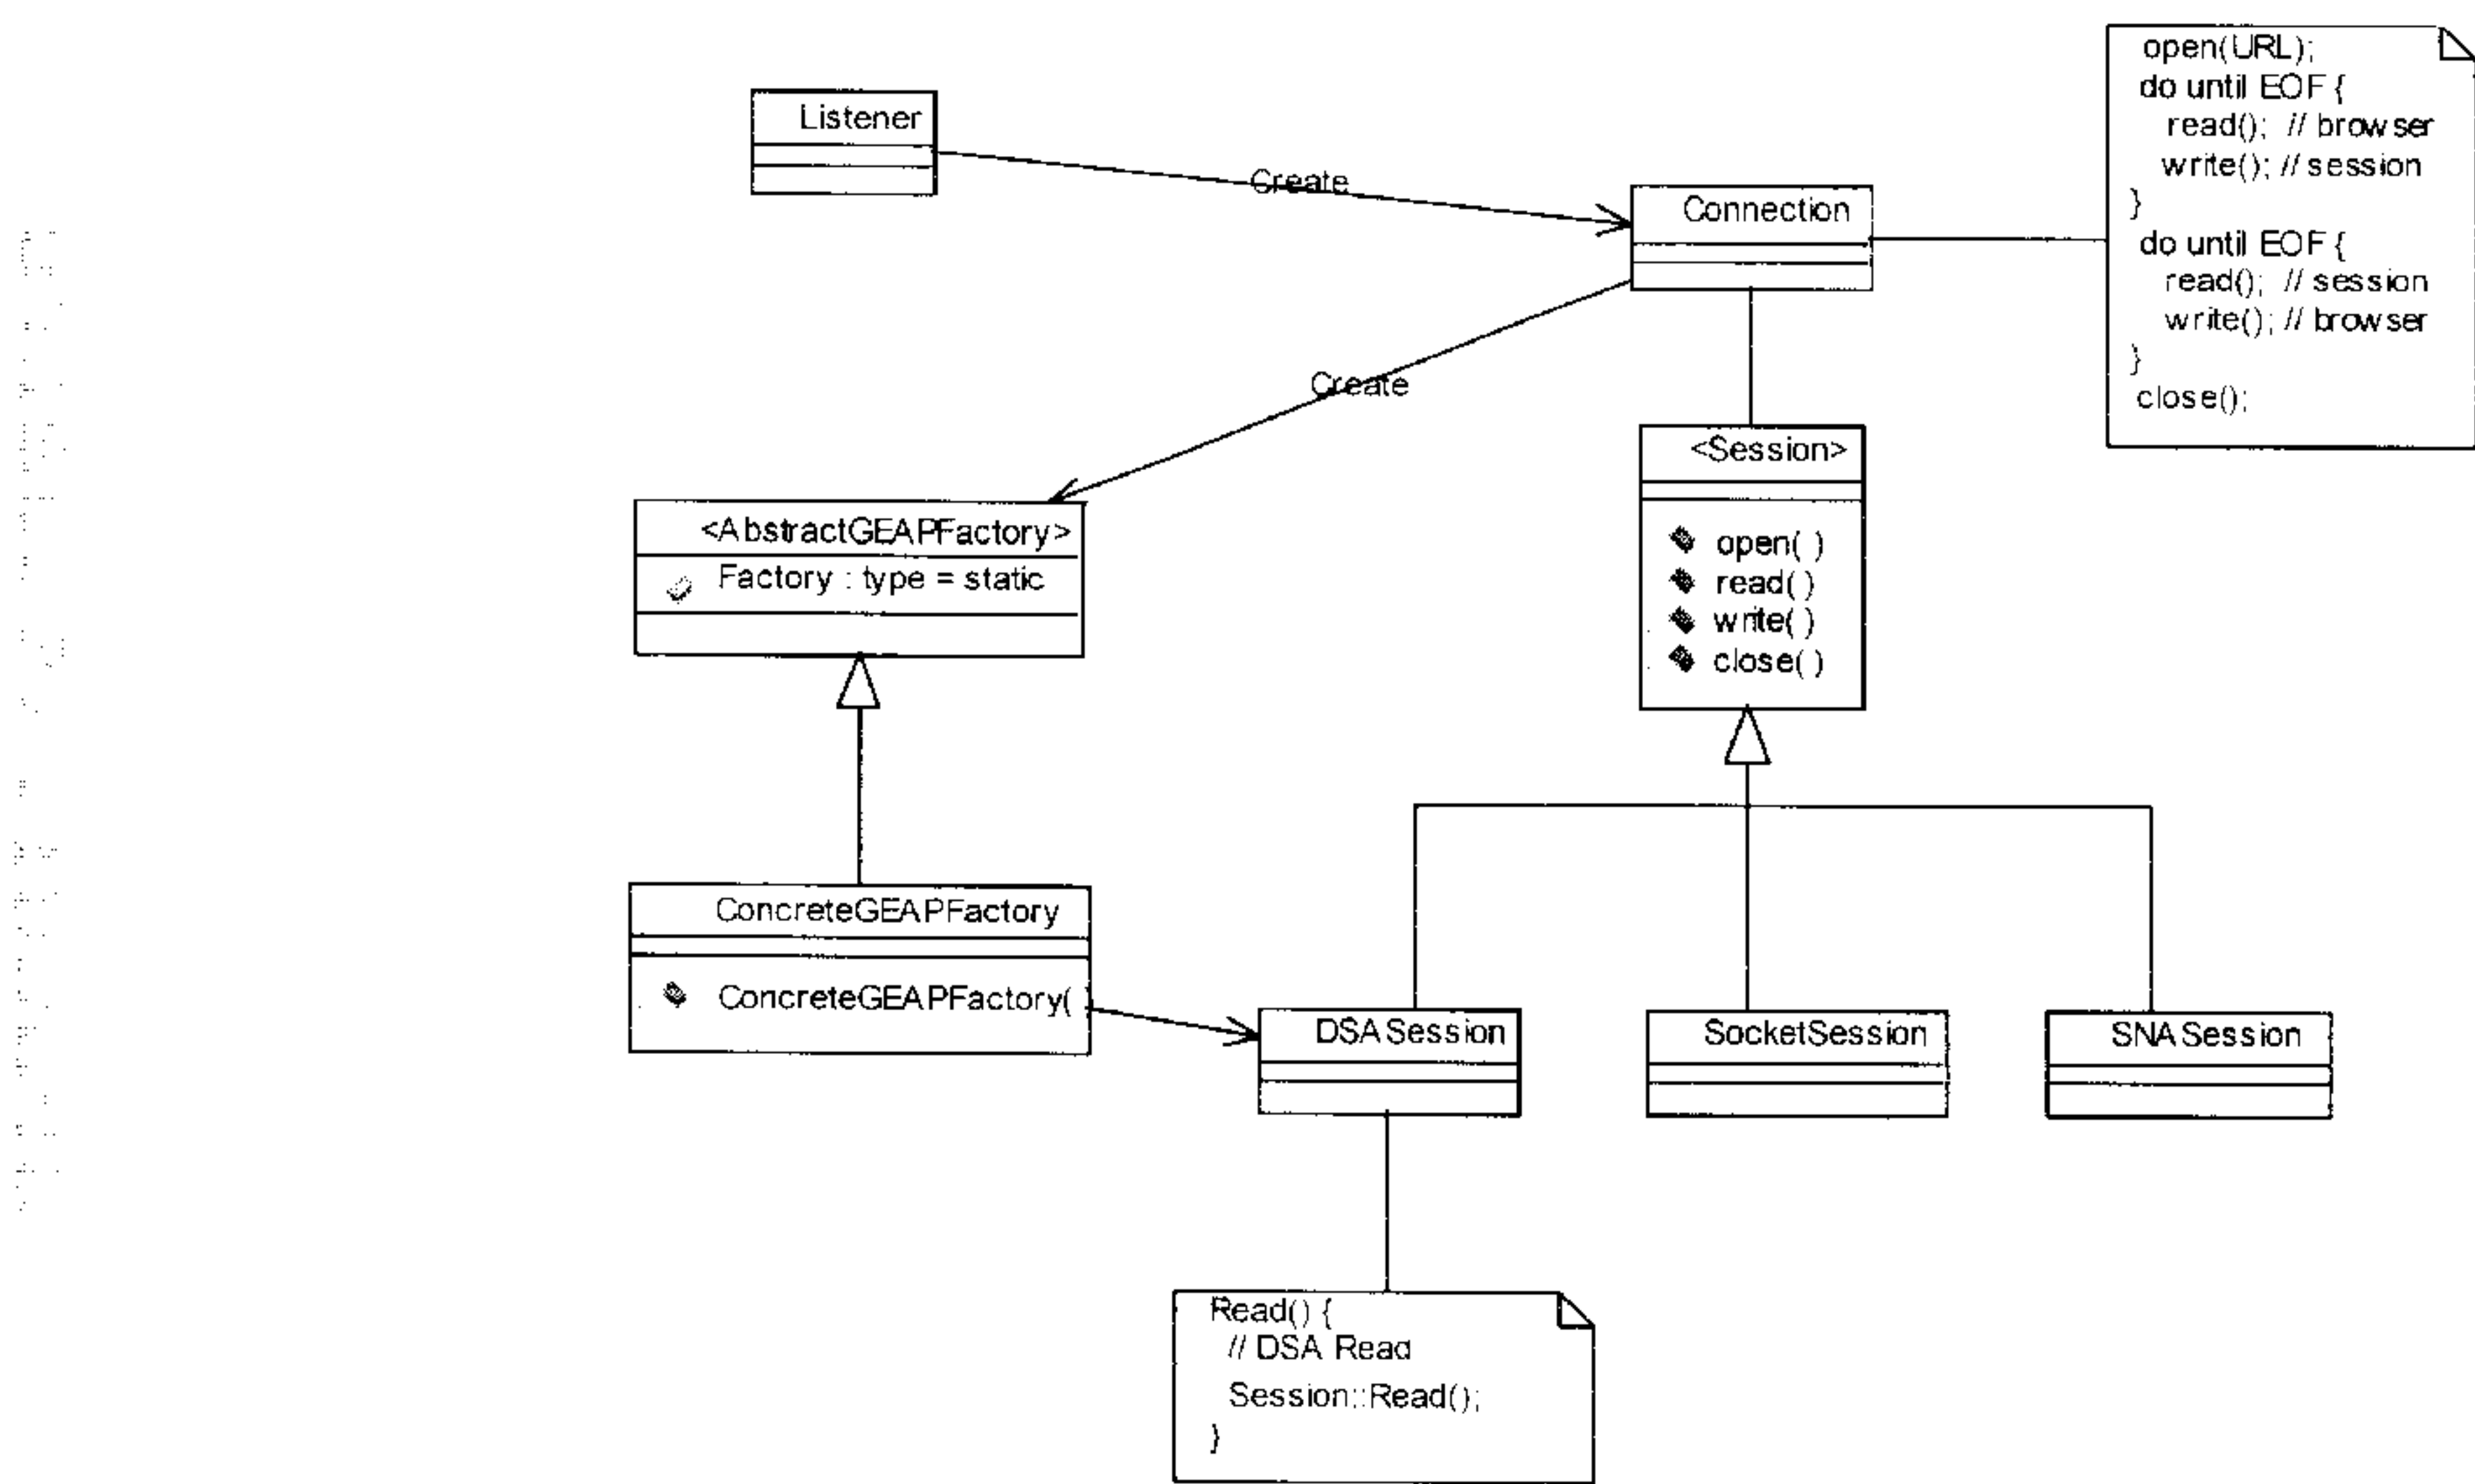 Listener
Create
Connection
open(URL);
do until EOF {
read(); // browser
write(); // session
}
do until EOF {
read(); // session
write(); // browser
}
close();
Create
<Session>
open( )
read( )
write( )
close( )
<AbstractGEAPFactory>
Factory : type = static
ConcreteGEAPFactory
ConcreteGEAPFactory(
DSASession
SocketSession
SNASession
Read() {
// DSA Read
Session::Read();
}